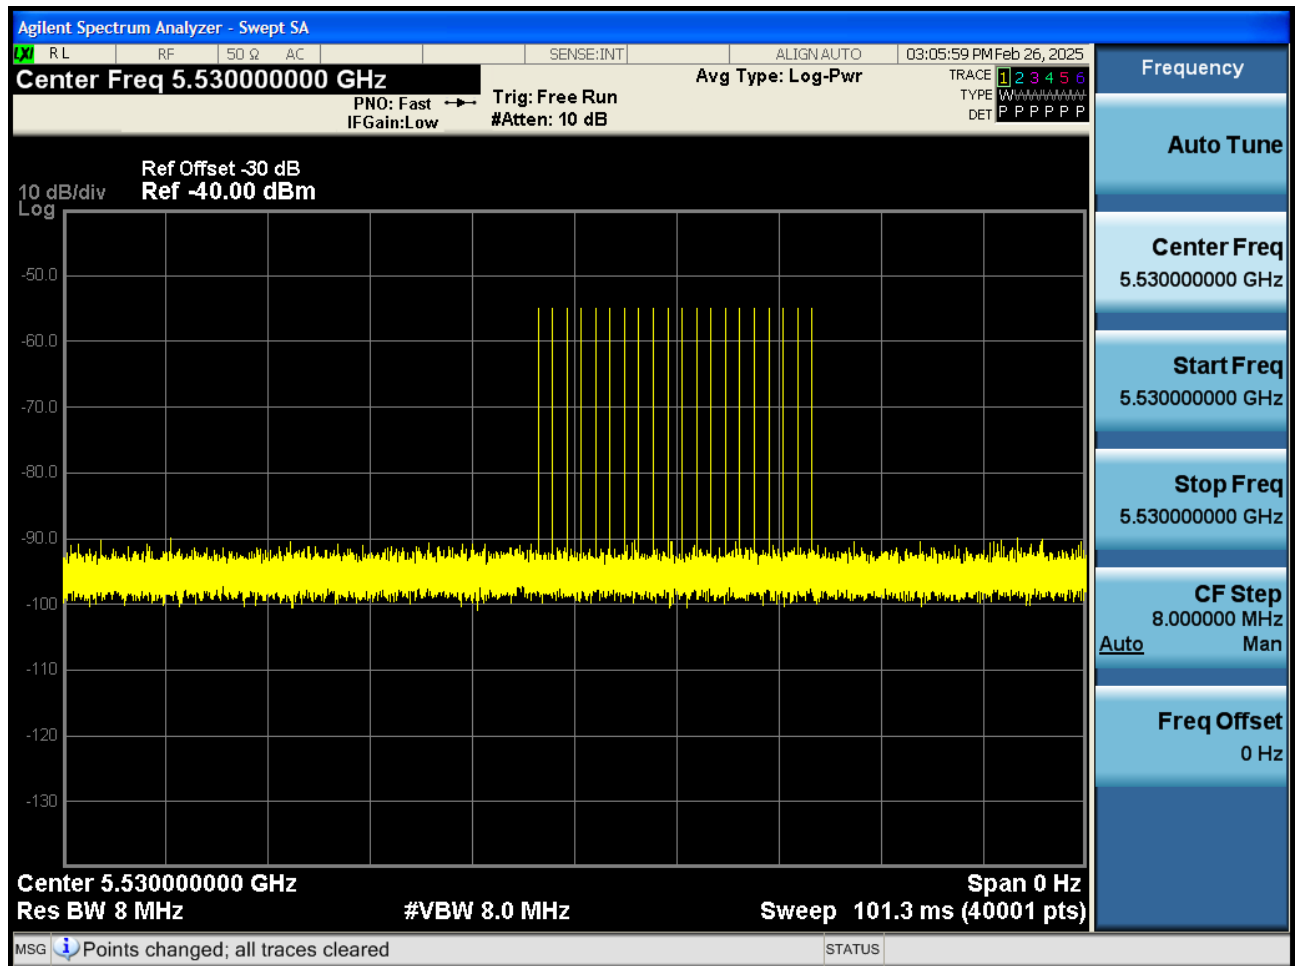 Agilent Spectrum Analyzer - Swept SA
LXI RL RF 50 Ω AC SENSE:INT ALIGN AUTO 03:05:59 PM Feb 26, 2025
Center Freq 5.530000000 GHz
PNO: Fast
IFGain:Low
Trig: Free Run
#Atten: 10 dB
Avg Type: Log-Pwr
TRACE 1 2 3 4 5 6
TYPE WWWWWW
DET P P P P P P
Ref Offset -30 dB
10 dB/div Ref -40.00 dBm
Log
-50.0
-60.0
-70.0
-80.0
-90.0
-100
-110
-120
-130
Center 5.530000000 GHz Span 0 Hz
Res BW 8 MHz #VBW 8.0 MHz Sweep 101.3 ms (40001 pts)
MSG Points changed; all traces cleared STATUS
Frequency
Auto Tune
Center Freq
5.530000000 GHz
Start Freq
5.530000000 GHz
Stop Freq
5.530000000 GHz
CF Step
8.000000 MHz
Auto Man
Freq Offset
0 Hz